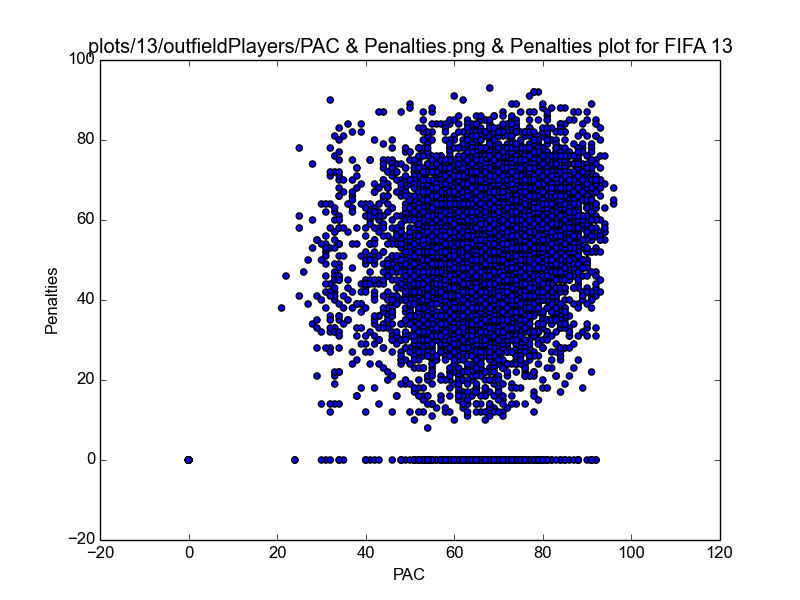 plots/13/outfieldPlayers/PAC & Penalties.png & Penalties plot for FIFA 13
100
80
60
40
20
0
−20
Penalties
−20 0 20 40 60 80 100 120
PAC